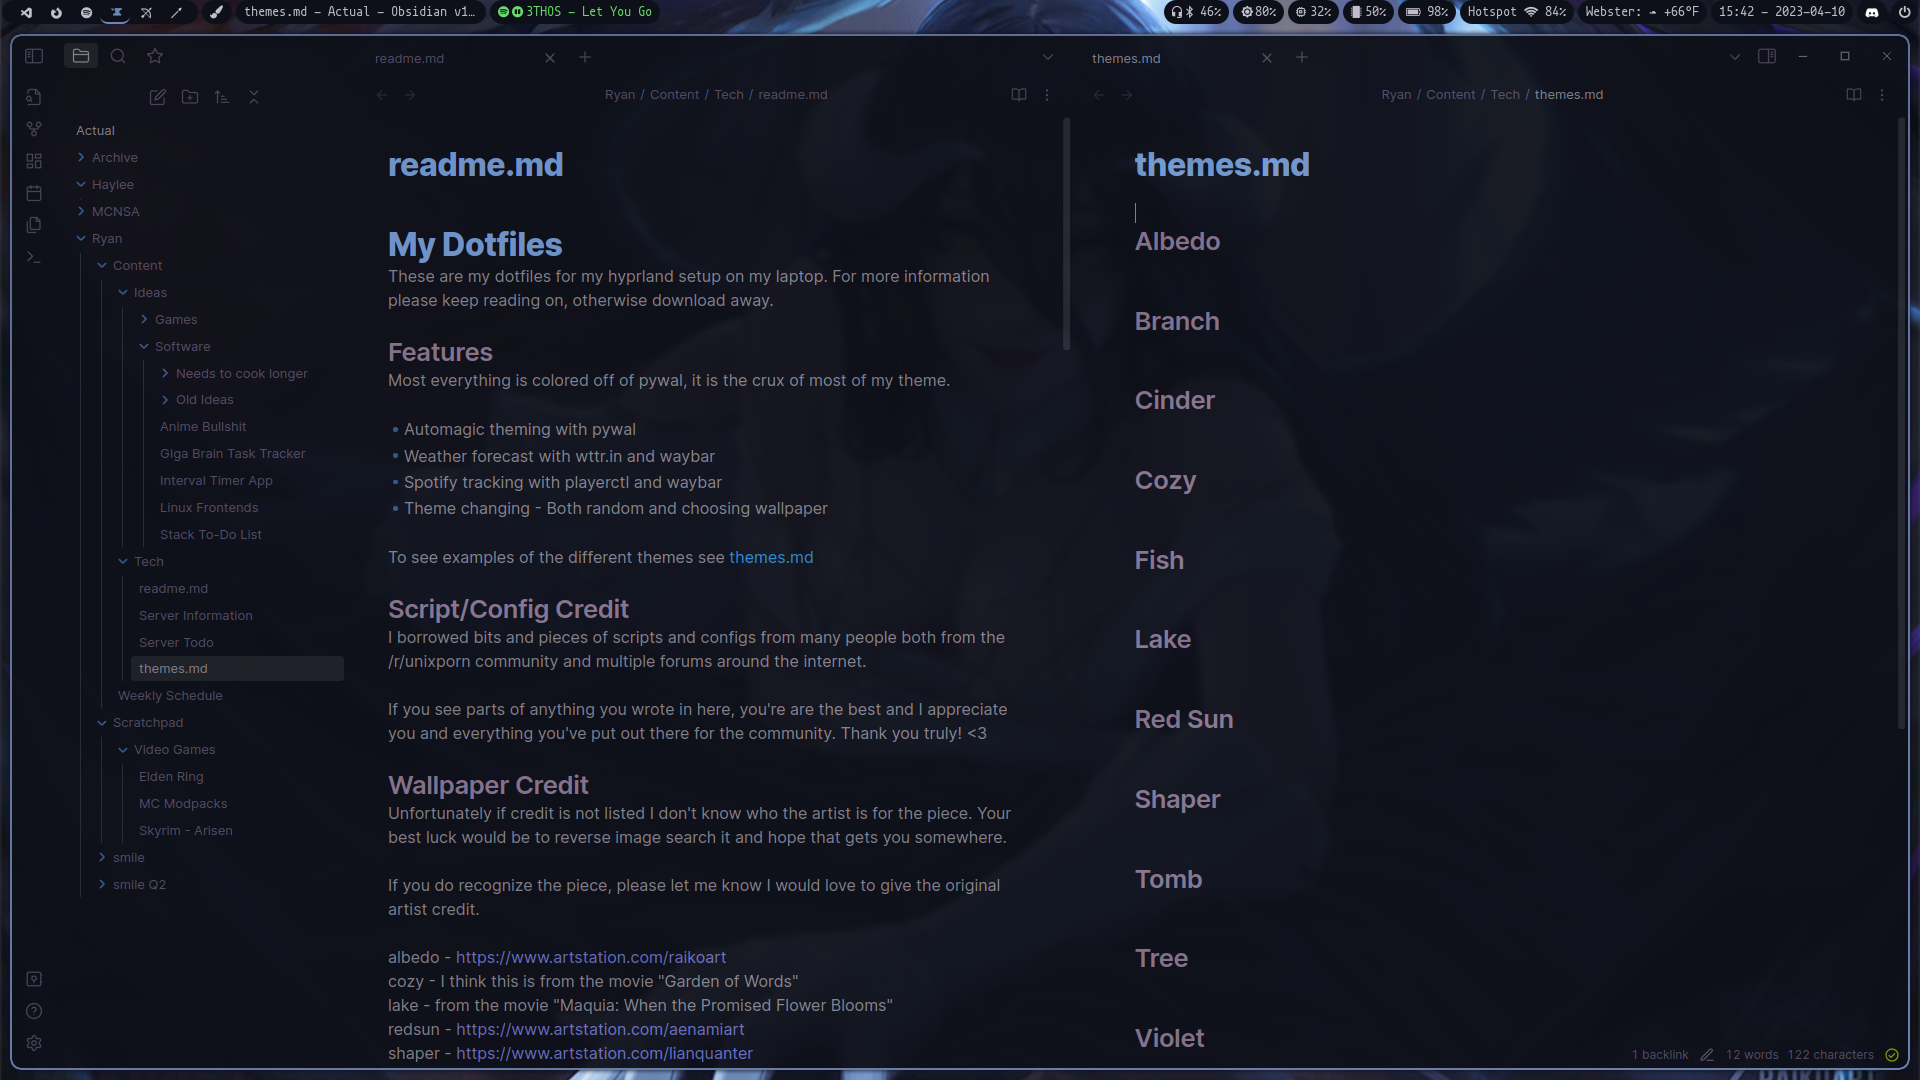 themes.md – Actual – Obsidian v1…
3THOS – Let You Go
46%
80%
32%
50%
98%
Hotspot 84%
Webster: +66°F
15:42 – 2023-04-10
readme.md
themes.md
Ryan / Content / Tech / readme.md
Ryan / Content / Tech / themes.md
Actual
Archive
Haylee
MCNSA
Ryan
Content
Ideas
Games
Software
Needs to cook longer
Old Ideas
Anime Bullshit
Giga Brain Task Tracker
Interval Timer App
Linux Frontends
Stack To-Do List
Tech
readme.md
Server Information
Server Todo
themes.md
Weekly Schedule
Scratchpad
Video Games
Elden Ring
MC Modpacks
Skyrim - Arisen
smile
smile Q2
readme.md
My Dotfiles
These are my dotfiles for my hyprland setup on my laptop. For more information
please keep reading on, otherwise download away.
Features
Most everything is colored off of pywal, it is the crux of most of my theme.
• Automagic theming with pywal
• Weather forecast with wttr.in and waybar
• Spotify tracking with playerctl and waybar
• Theme changing - Both random and choosing wallpaper
To see examples of the different themes see themes.md
Script/Config Credit
I borrowed bits and pieces of scripts and configs from many people both from the
/r/unixporn community and multiple forums around the internet.
If you see parts of anything you wrote in here, you're are the best and I appreciate
you and everything you've put out there for the community. Thank you truly! <3
Wallpaper Credit
Unfortunately if credit is not listed I don't know who the artist is for the piece. Your
best luck would be to reverse image search it and hope that gets you somewhere.
If you do recognize the piece, please let me know I would love to give the original
artist credit.
albedo - https://www.artstation.com/raikoart
cozy - I think this is from the movie "Garden of Words"
lake - from the movie "Maquia: When the Promised Flower Blooms"
redsun - https://www.artstation.com/aenamiart
shaper - https://www.artstation.com/lianquanter
themes.md
Albedo
Branch
Cinder
Cozy
Fish
Lake
Red Sun
Shaper
Tomb
Tree
Violet
1 backlink
12 words
122 characters